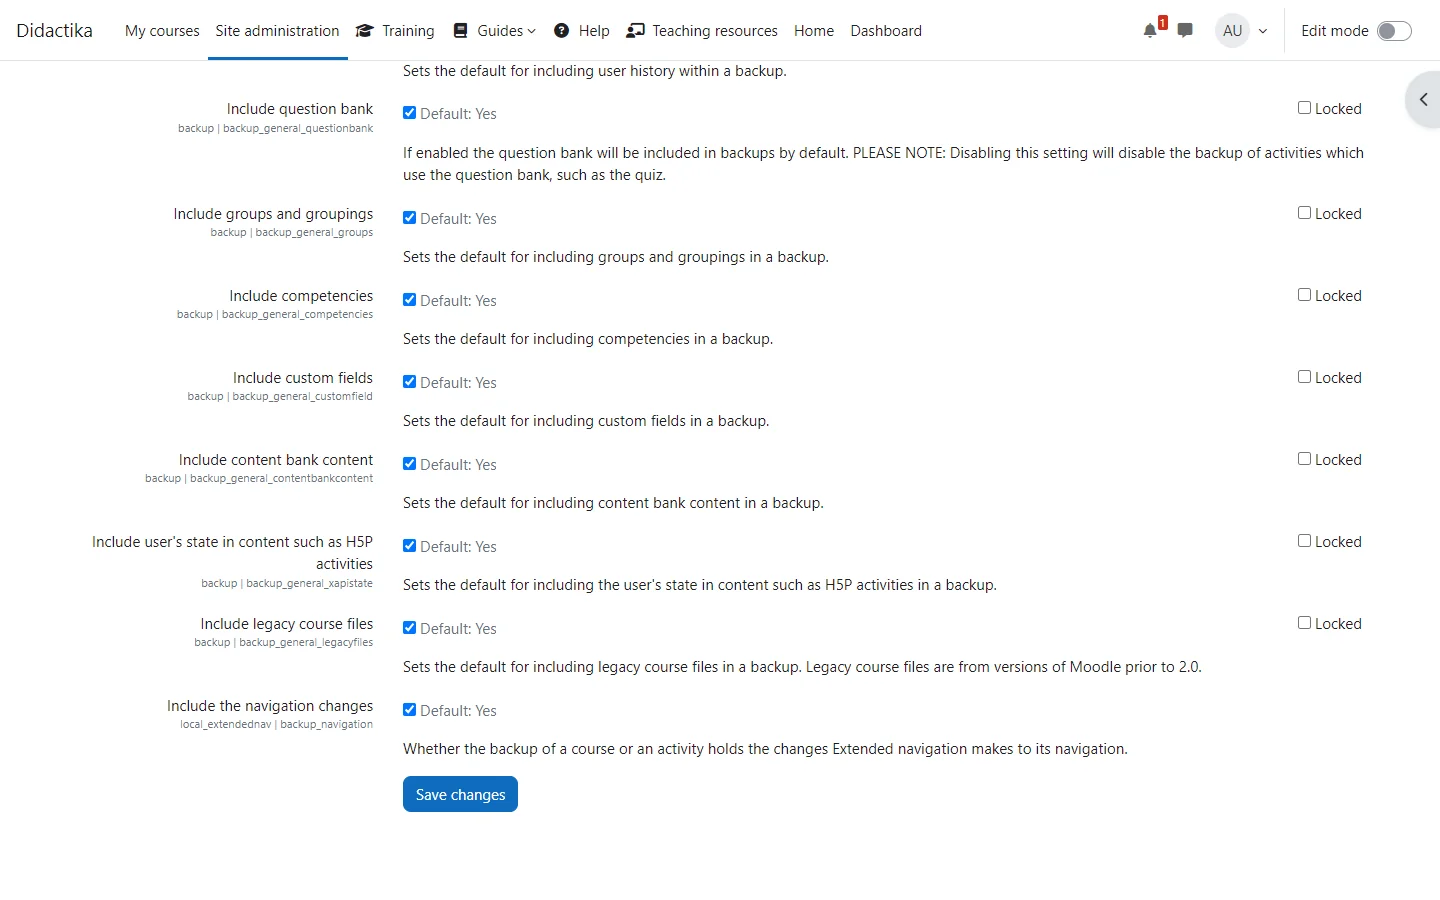 Didactika
My courses
Site administration
Training
Guides
Help
Teaching resources
Home
Dashboard
1
AU
Edit mode
Sets the default for including user history within a backup.
Include question bank
backup | backup_general_questionbank
Default: Yes
Locked
If enabled the question bank will be included in backups by default. PLEASE NOTE: Disabling this setting will disable the backup of activities which
use the question bank, such as the quiz.
Include groups and groupings
backup | backup_general_groups
Default: Yes
Locked
Sets the default for including groups and groupings in a backup.
Include competencies
backup | backup_general_competencies
Default: Yes
Locked
Sets the default for including competencies in a backup.
Include custom fields
backup | backup_general_customfield
Default: Yes
Locked
Sets the default for including custom fields in a backup.
Include content bank content
backup | backup_general_contentbankcontent
Default: Yes
Locked
Sets the default for including content bank content in a backup.
Include user's state in content such as H5P
activities
backup | backup_general_xapistate
Default: Yes
Locked
Sets the default for including the user's state in content such as H5P activities in a backup.
Include legacy course files
backup | backup_general_legacyfiles
Default: Yes
Locked
Sets the default for including legacy course files in a backup. Legacy course files are from versions of Moodle prior to 2.0.
Include the navigation changes
local_extendednav | backup_navigation
Default: Yes
Whether the backup of a course or an activity holds the changes Extended navigation makes to its navigation.
Save changes